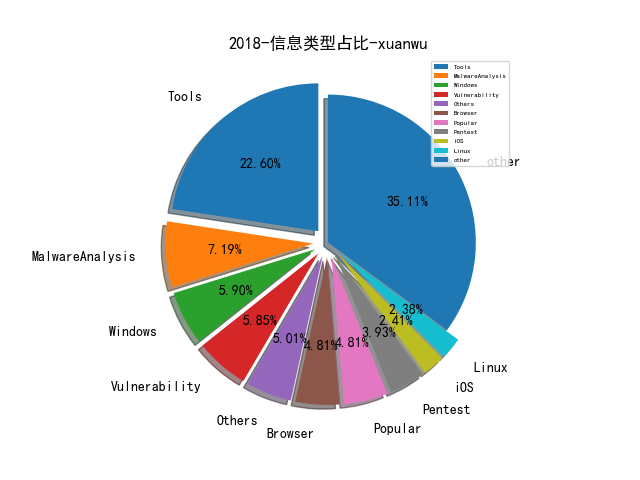 2018-信息类型占比-xuanwu
Tools
MalwareAnalysis
Windows
Vulnerability
Others
Browser
Popular
Pentest
iOS
Linux
other
Tools
22.60%
other
35.11%
MalwareAnalysis
7.19%
Windows
5.90%
Vulnerability
5.85%
Others
5.01%
Browser
4.81%
Popular
4.81%
Pentest
3.93%
iOS
2.41%
Linux
2.38%